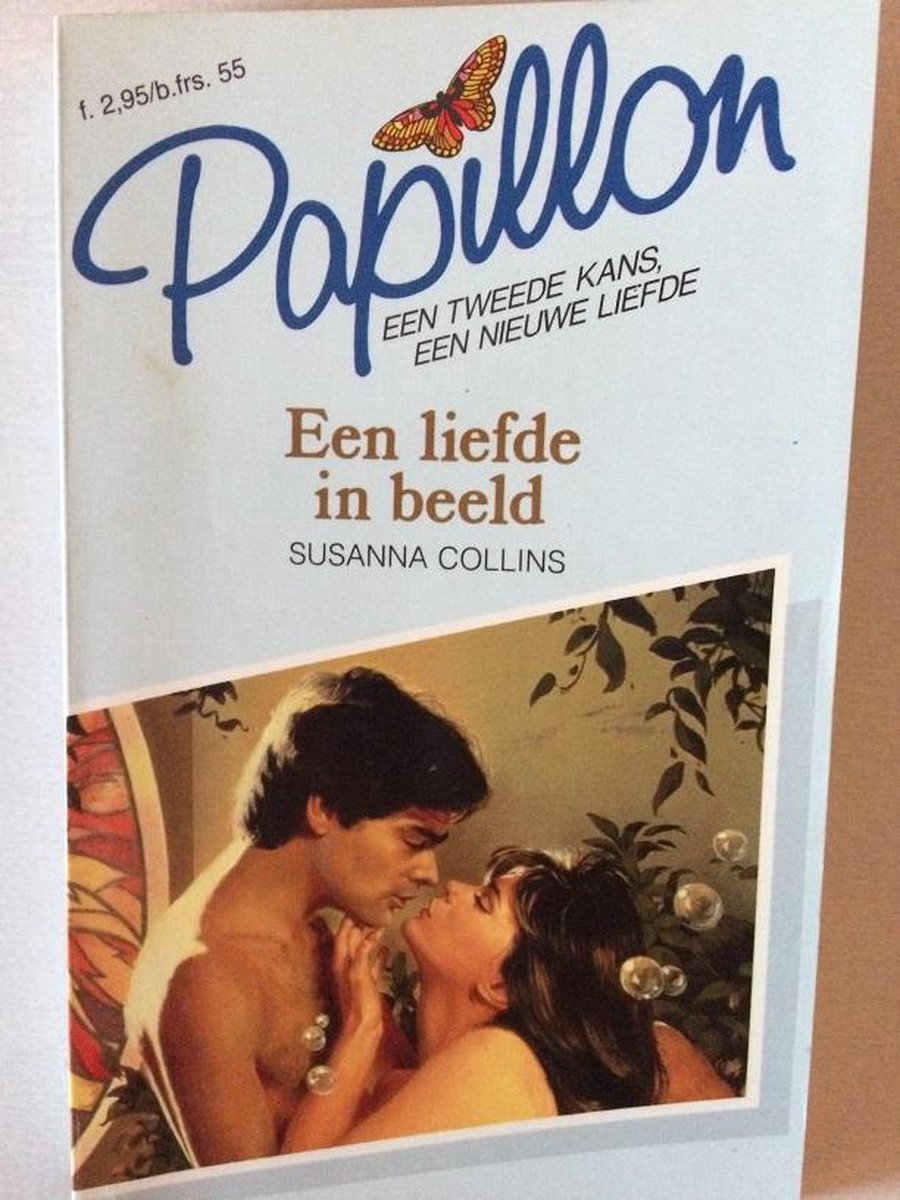 f. 2,95/b.frs. 55
Papillon
EEN TWEEDE KANS,
EEN NIEUWE LIEFDE
Een liefde
in beeld
SUSANNA COLLINS